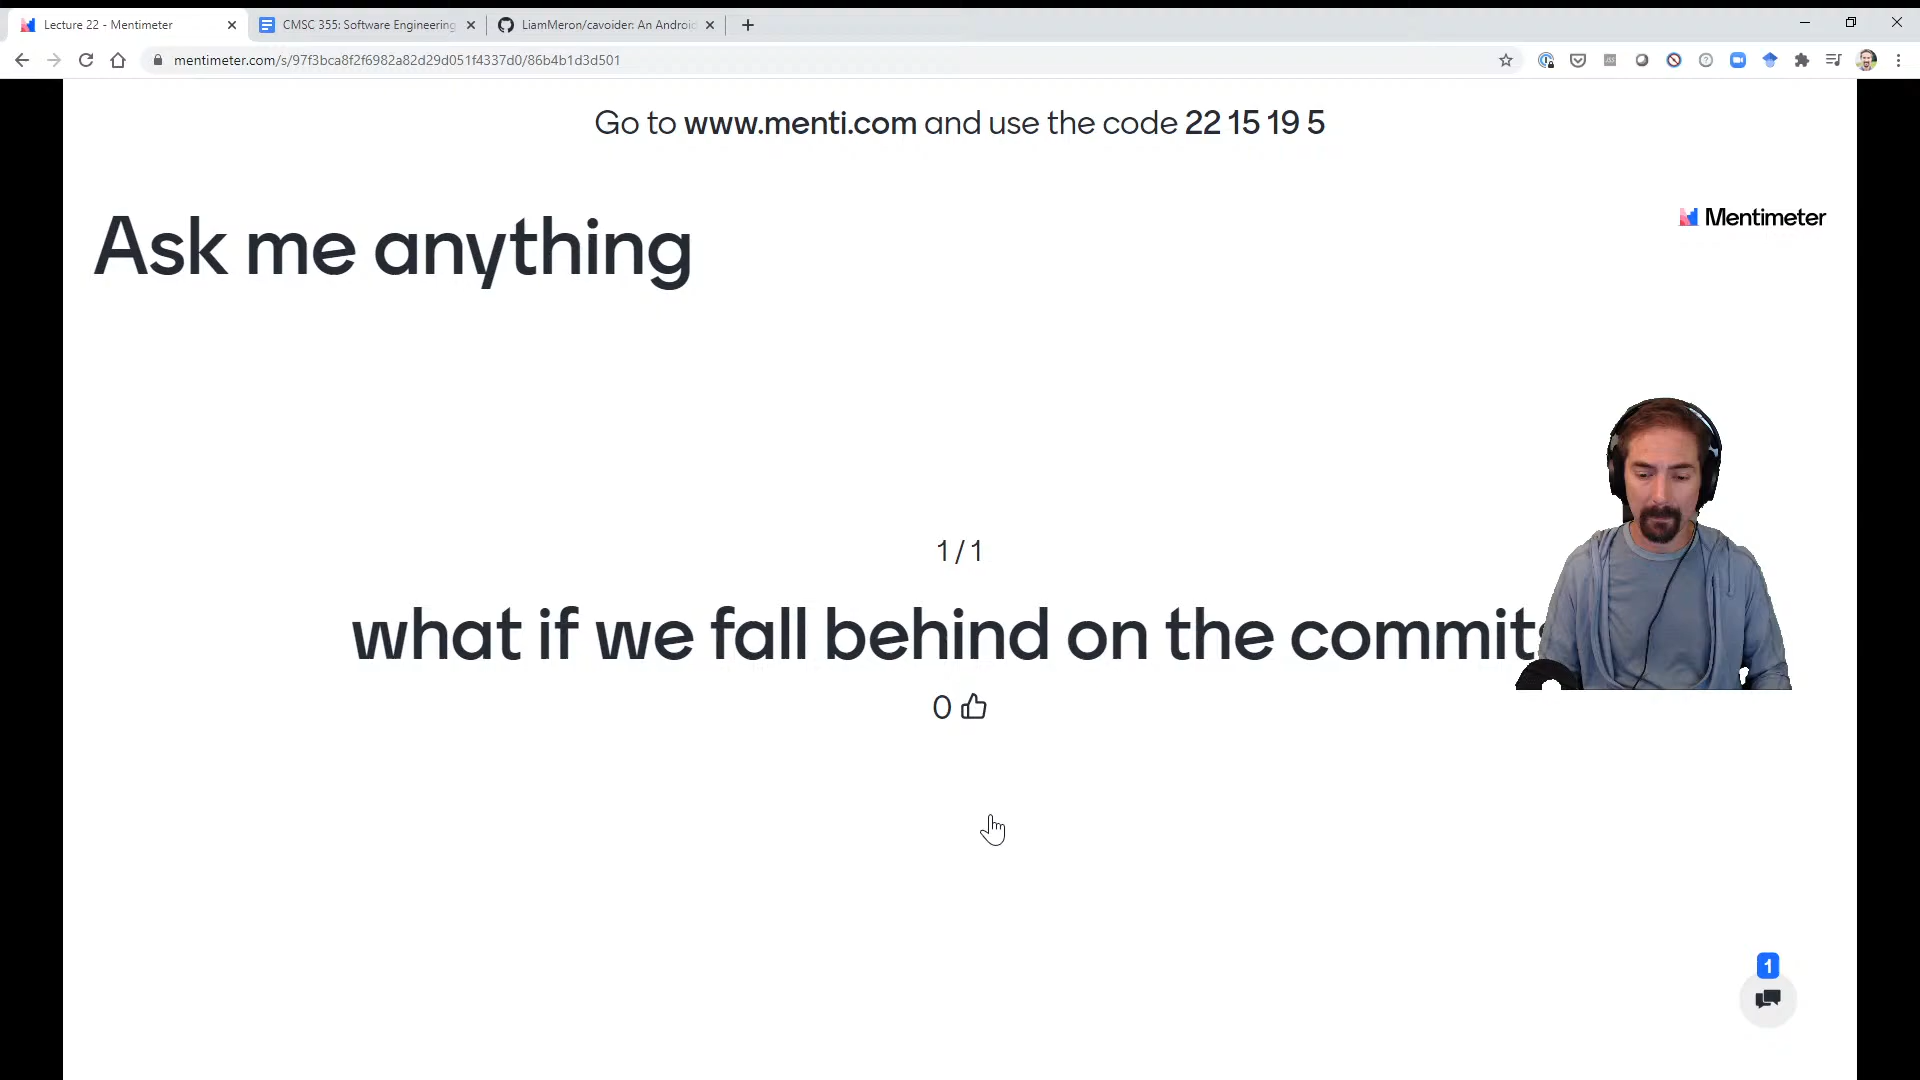 Lecture 22 - Mentimeter
CMSC 355: Software Engineering
LiamMeron/cavoider: An Androi
mentimeter.com/s/97f3bca8f2f6982a82d29d051f4337d0/86b4b1d3d501
Go to www.menti.com and use the code 22 15 19 5
Ask me anything
Mentimeter
1 / 1
what if we fall behind on the commits
0
1